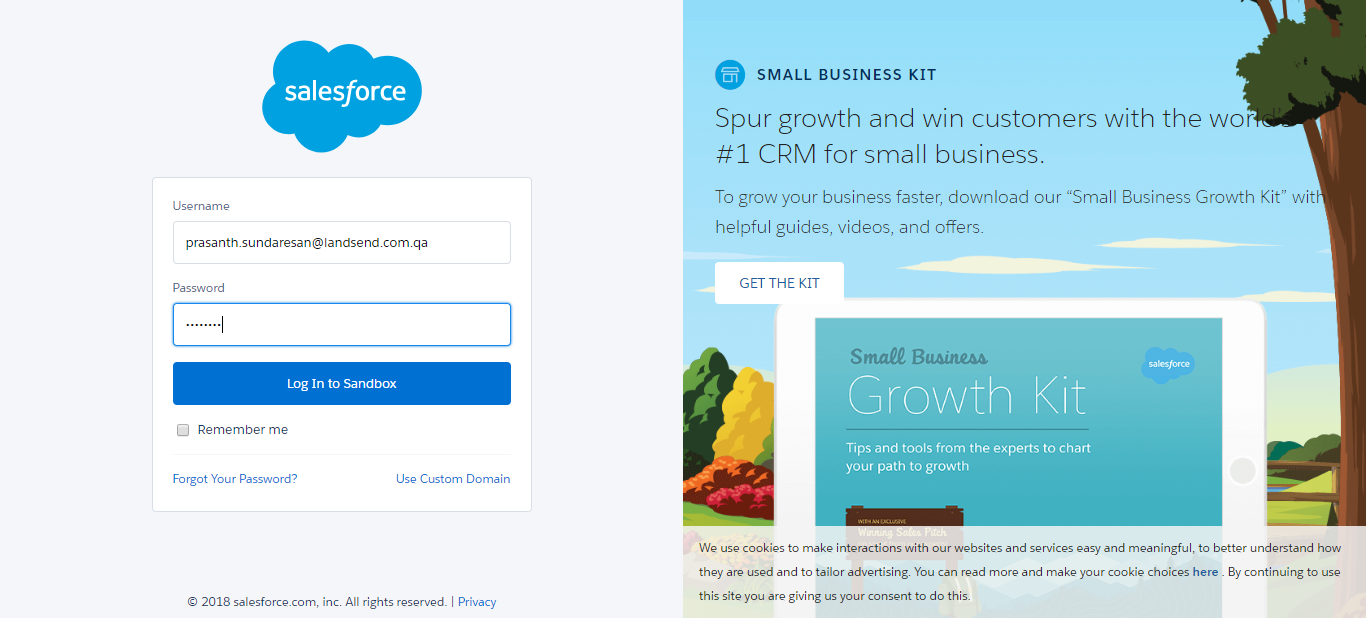 salesforce
Username
prasanth.sundaresan@landsend.com.qa
Password
········
Log In to Sandbox
Remember me
Forgot Your Password?
Use Custom Domain
© 2018 salesforce.com, inc. All rights reserved. | Privacy
SMALL BUSINESS KIT
Spur growth and win customers with the world's
#1 CRM for small business.
To grow your business faster, download our “Small Business Growth Kit” with
helpful guides, videos, and offers.
GET THE KIT
Small Business
salesforce
Growth Kit
Tips and tools from the experts to chart
your path to growth
WITH AN EXCLUSIVE
Winning Sales Pitch
We use cookies to make interactions with our websites and services easy and meaningful, to better understand how
they are used and to tailor advertising. You can read more and make your cookie choices here . By continuing to use
this site you are giving us your consent to do this.